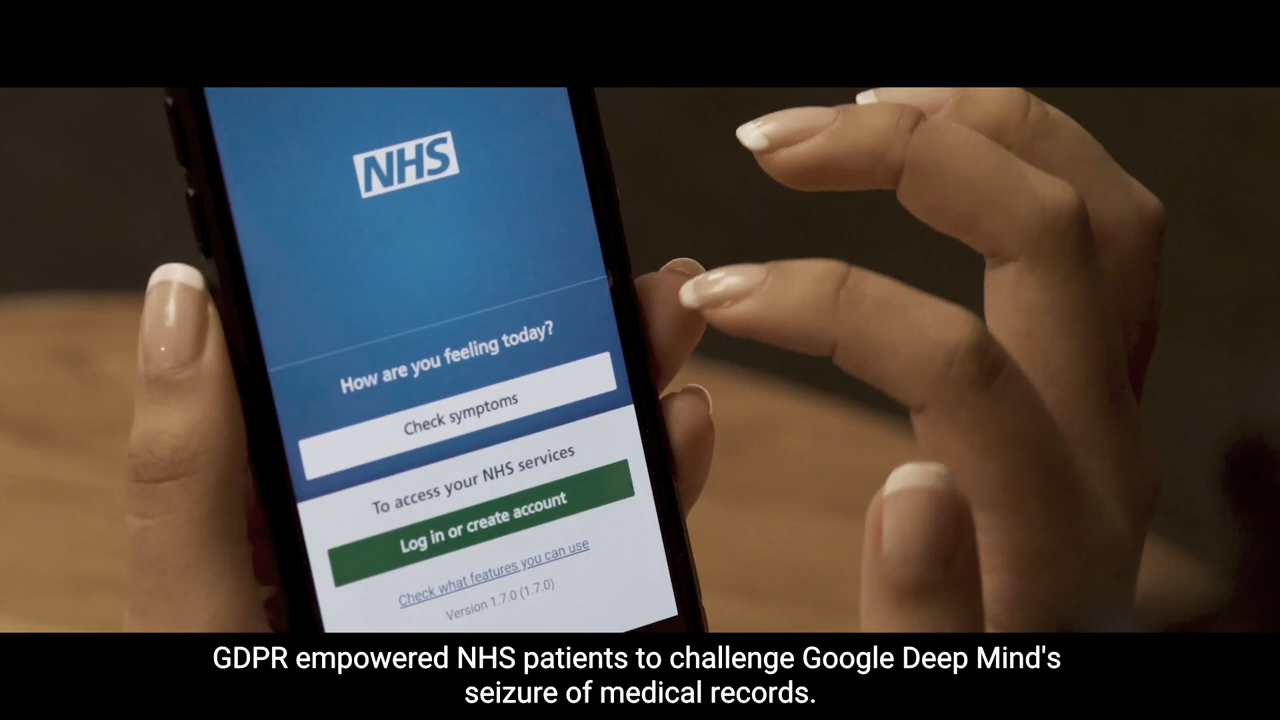 NHS
How are you feeling today?
Check symptoms
To access your NHS services
Log in or create account
Check what features you can use
Version 1.7.0 (1.7.0)
GDPR empowered NHS patients to challenge Google Deep Mind's
seizure of medical records.